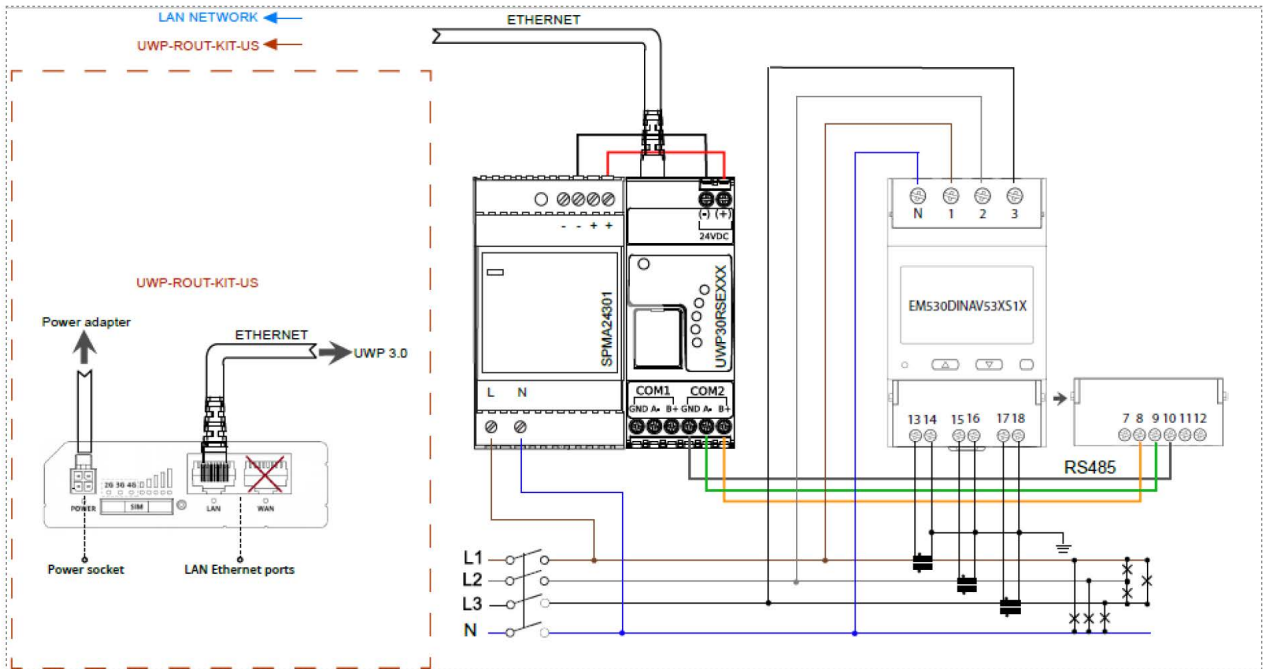 LAN NETWORK
ETHERNET
UWP-ROUT-KIT-US
UWP-ROUT-KIT-US
Power adapter
ETHERNET
UWP 3.0
2G 3G 4G
POWER
SIM
LAN
WAN
Power socket
LAN Ethernet ports
- - + +
SPMA24301
L N
(-) (+)
24VDC
UWP30RSEXXX
COM1 COM2
GND A- B+ GND A- B+
N 1 2 3
EM530DINAV53XS1X
13 14 15 16 17 18
7 8 9 10 11 12
RS485
L1
L2
L3
N